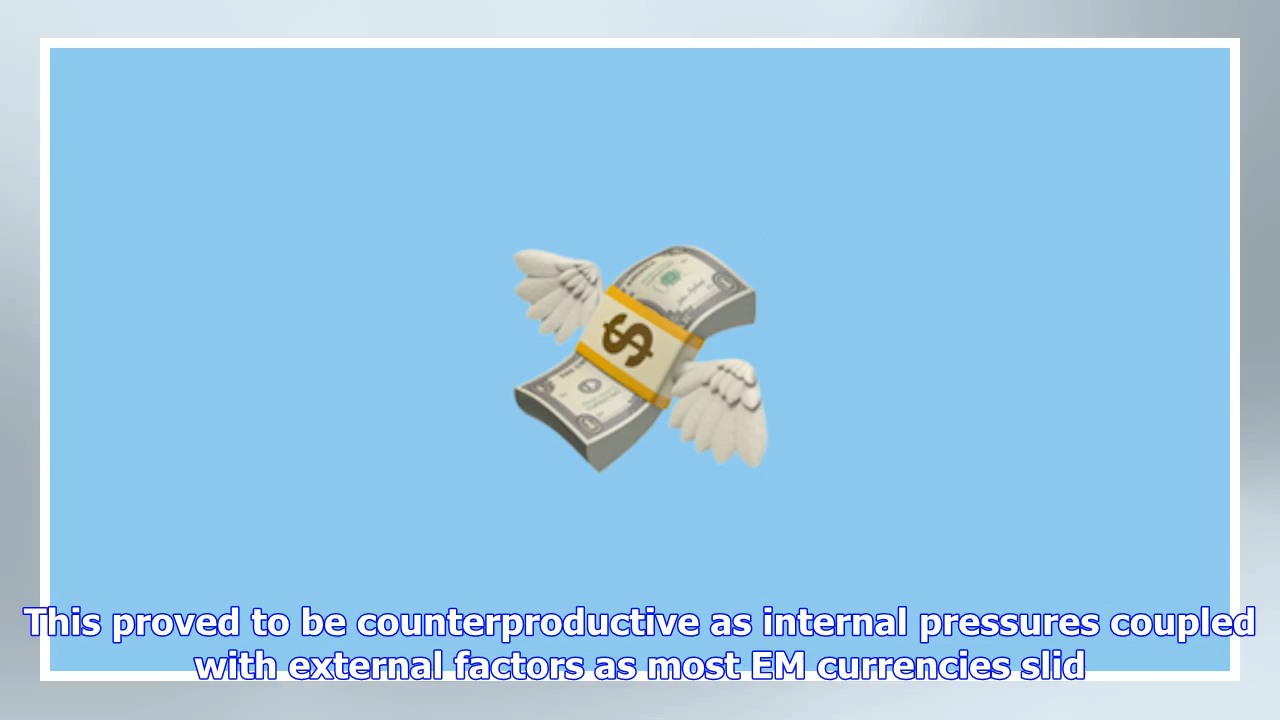 $
This proved to be counterproductive as internal pressures coupled
with external factors as most EM currencies slid